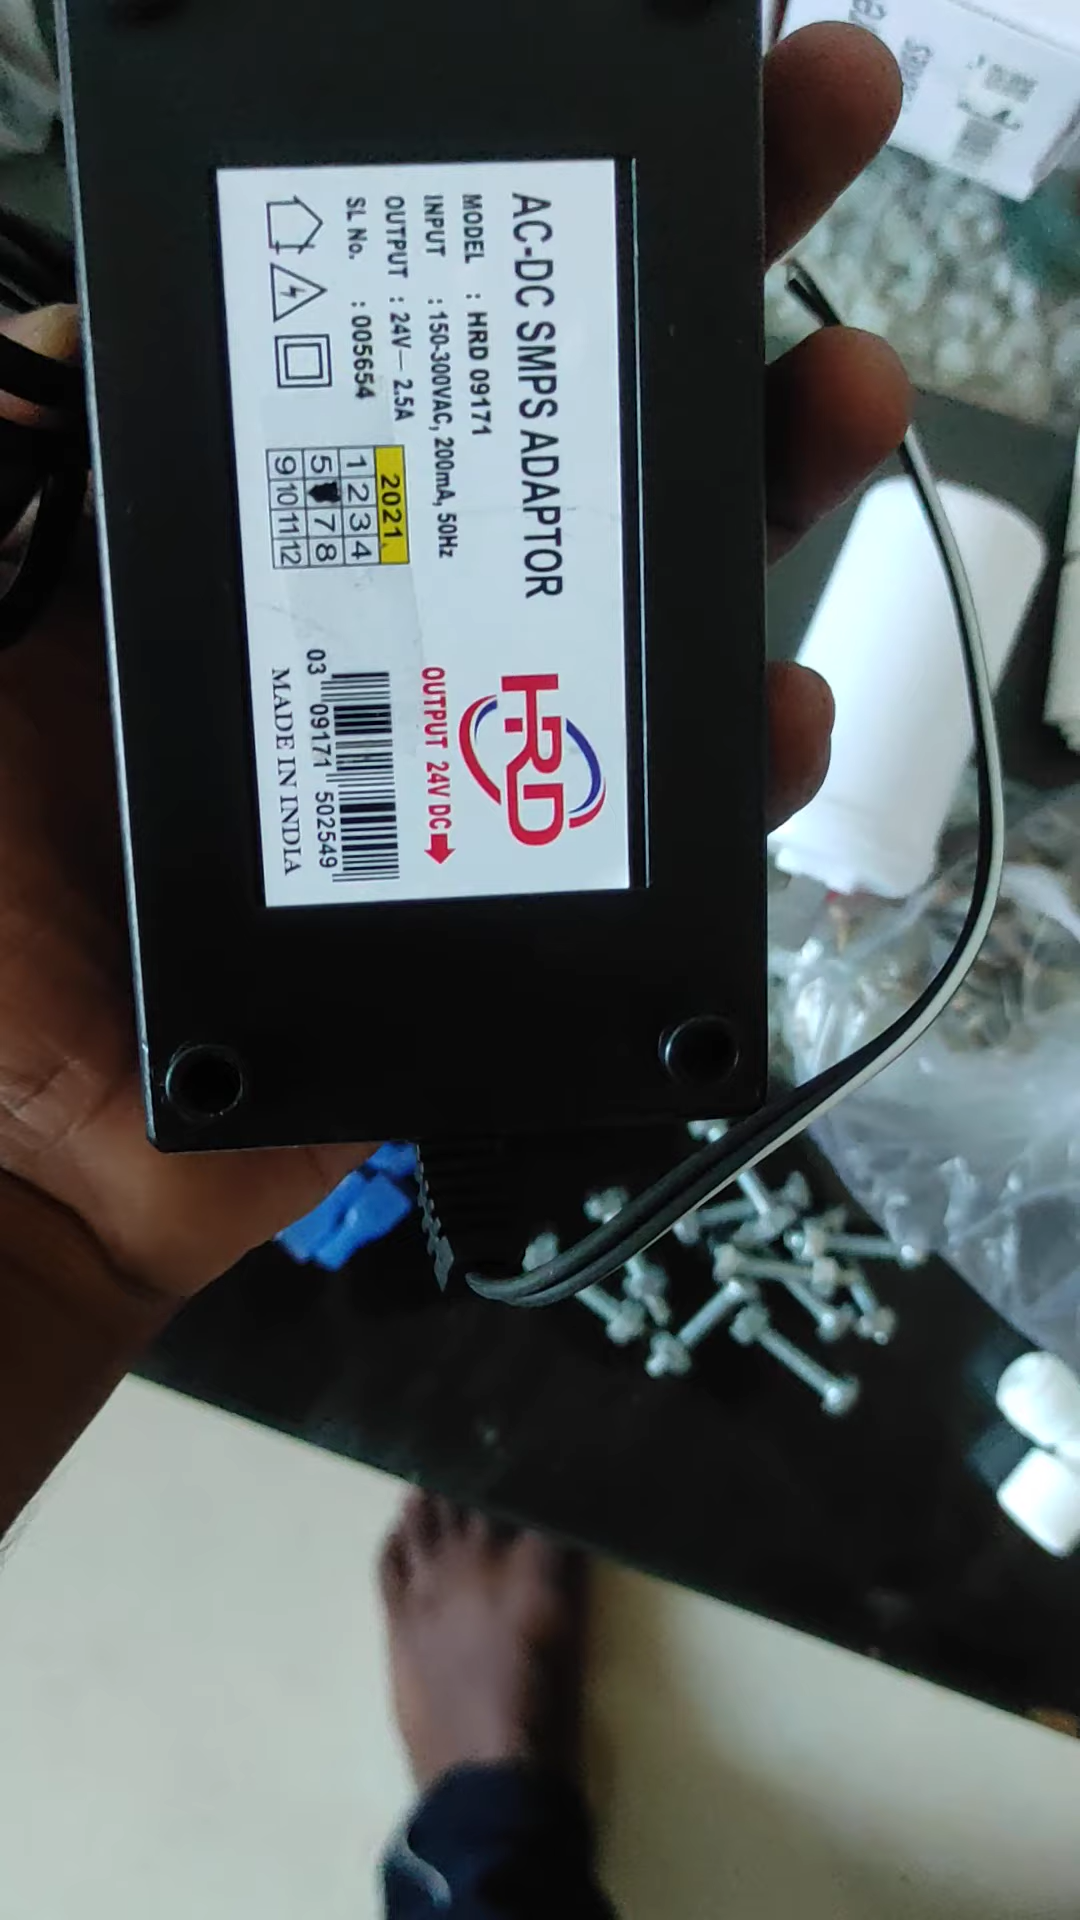 AC-DC SMPS ADAPTOR
MODEL : HRD 09171
INPUT : 150-300VAC, 200mA, 50Hz
OUTPUT : 24V⎓ 2.5A
SL No. : 005654
2021
1 2 3 4
5 7 8
9 10 11 12
HRD
OUTPUT 24V DC
03 09171 502549
MADE IN INDIA